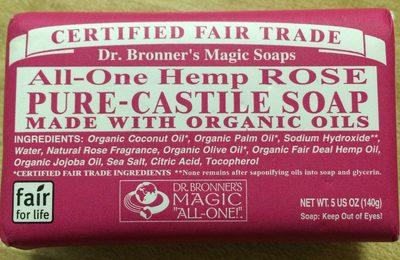 CERTIFIED FAIR TRADE
Dr. Bronner's Magic Soaps
All-One Hemp ROSE
PURE-CASTILE SOAP
MADE WITH ORGANIC OILS
INGREDIENTS: Organic Coconut Oil*, Organic Palm Oil*, Sodium Hydroxide**,
Water, Natural Rose Fragrance, Organic Olive Oil*, Organic Fair Deal Hemp Oil,
Organic Jojoba Oil, Sea Salt, Citric Acid, Tocopherol
*CERTIFIED FAIR TRADE INGREDIENTS **None remains after saponifying oils into soap and glycerin.
fair
for life
DR. BRONNER'S
MAGIC
"ALL-ONE!"
NET WT. 5 US OZ (140g)
Soap: Keep Out of Eyes!